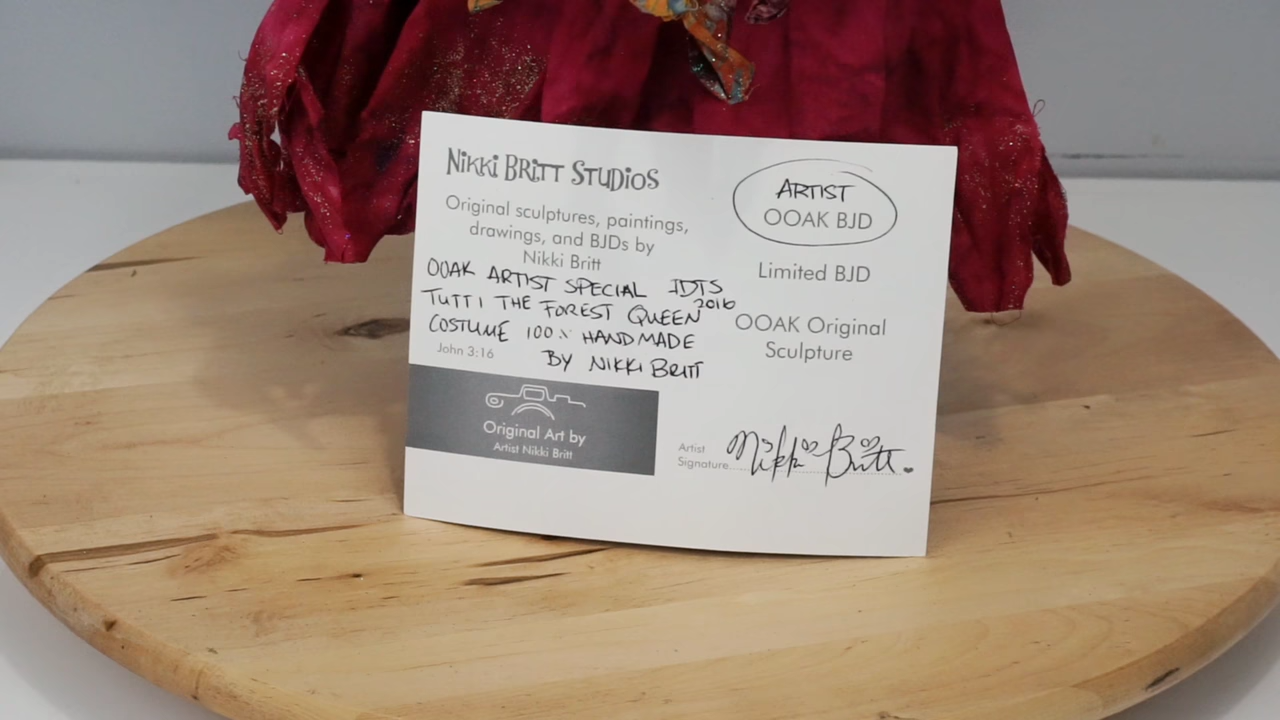 Nikki Britt Studios
Original sculptures, paintings,
drawings, and BJDs by
Nikki Britt
OOAK ARTIST SPECIAL IDTS
TUTTI THE FOREST QUEEN 2016
COSTUME 100% HANDMADE
BY NIKKI BRITT
John 3:16
Original Art by
Artist Nikki Britt
ARTIST
OOAK BJD
Limited BJD
OOAK Original
Sculpture
Artist
Signature Nikki Britt